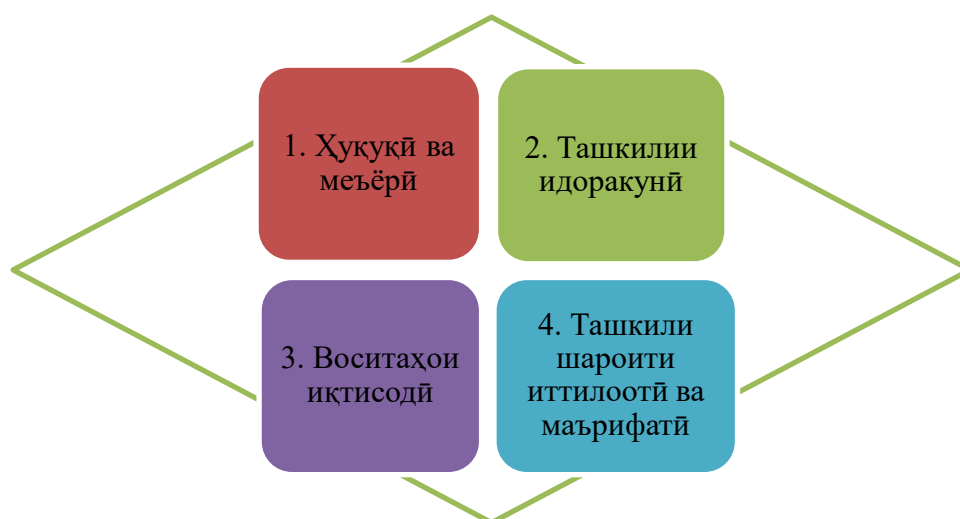 1. Ҳуқуқӣ ва
меъёрӣ
2. Ташкилии
идоракунӣ
3. Воситаҳои
иқтисодӣ
4. Ташкили
шароити
иттилоотӣ ва
маърифатӣ